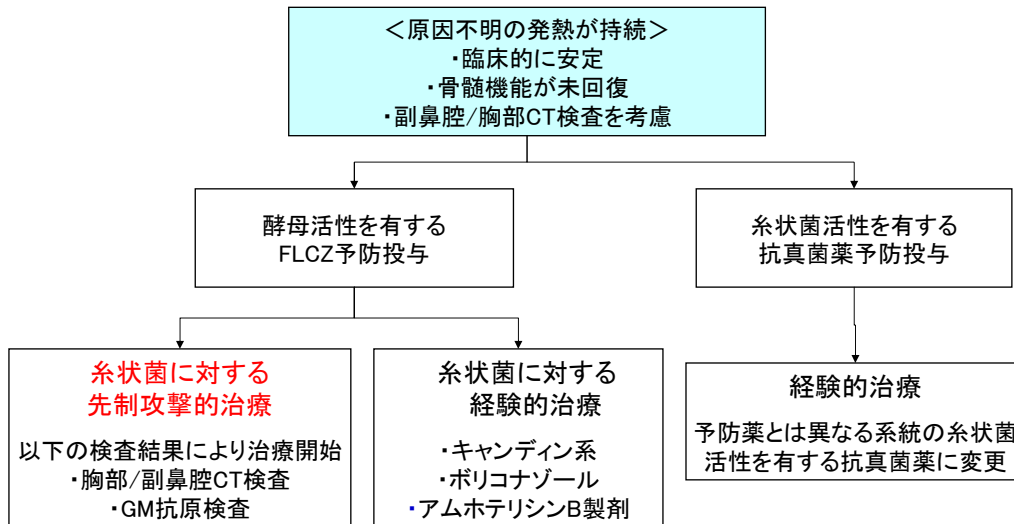 ＜原因不明の発熱が持続＞
・臨床的に安定
・骨髄機能が未回復
・副鼻腔/胸部CT検査を考慮
酵母活性を有する
FLCZ予防投与
糸状菌活性を有する
抗真菌薬予防投与
糸状菌に対する
先制攻撃的治療
以下の検査結果により治療開始
・胸部/副鼻腔CT検査
・GM抗原検査
糸状菌に対する
経験的治療
・キャンディン系
・ボリコナゾール
・アムホテリシンB製剤
経験的治療
予防薬とは異なる系統の糸状菌
活性を有する抗真菌薬に変更